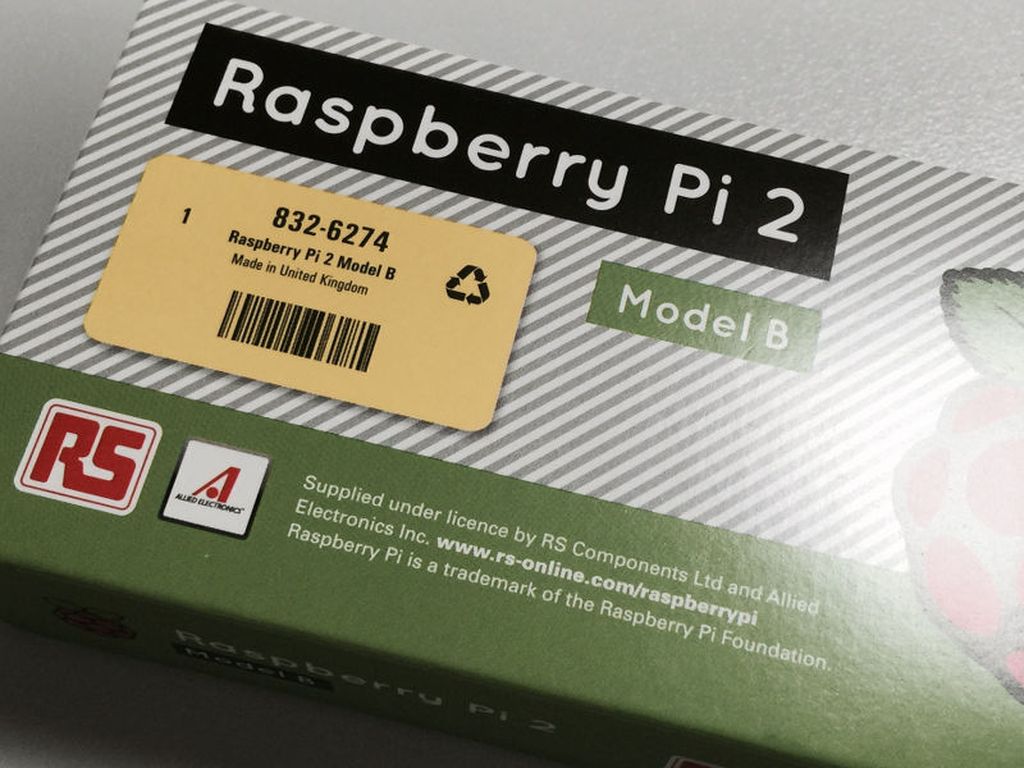 Raspberry Pi 2
Model B
1
832-6274
Raspberry Pi 2 Model B
Made in United Kingdom
RS
A
ALLIED ELECTRONICS
Supplied under licence by RS Components Ltd and Allied
Electronics Inc. www.rs-online.com/raspberrypi
Raspberry Pi is a trademark of the Raspberry Pi Foundation.
Raspberry Pi 2
Model B